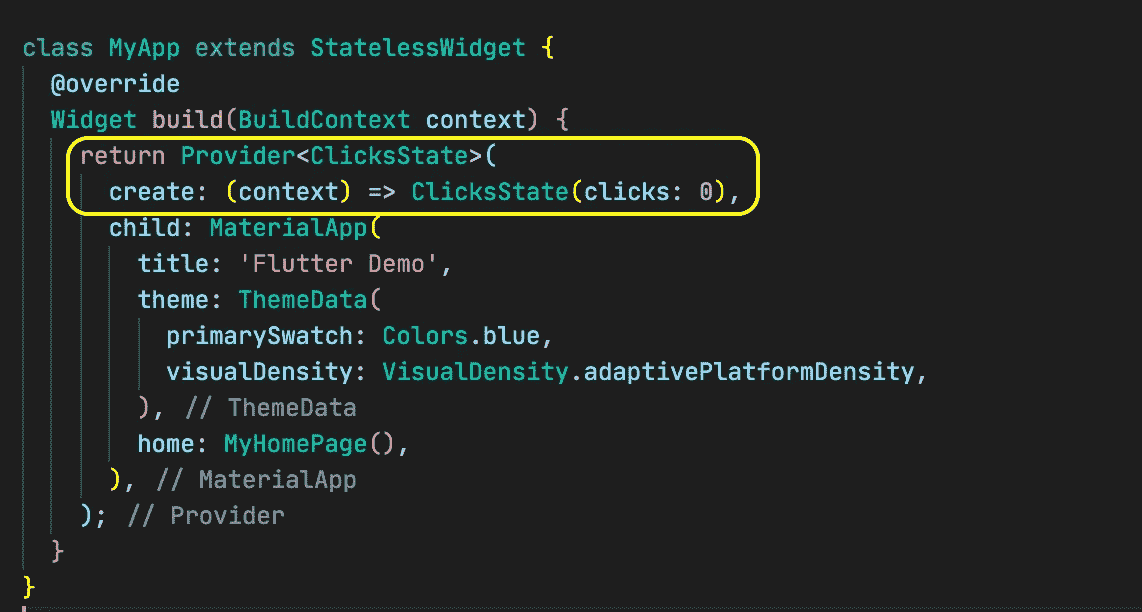 class MyApp extends StatelessWidget {
@override
Widget build(BuildContext context) {
return Provider<ClicksState>(
create: (context) => ClicksState(clicks: 0),
child: MaterialApp(
title: 'Flutter Demo',
theme: ThemeData(
primarySwatch: Colors.blue,
visualDensity: VisualDensity.adaptivePlatformDensity,
), // ThemeData
home: MyHomePage(),
), // MaterialApp
); // Provider
}
}